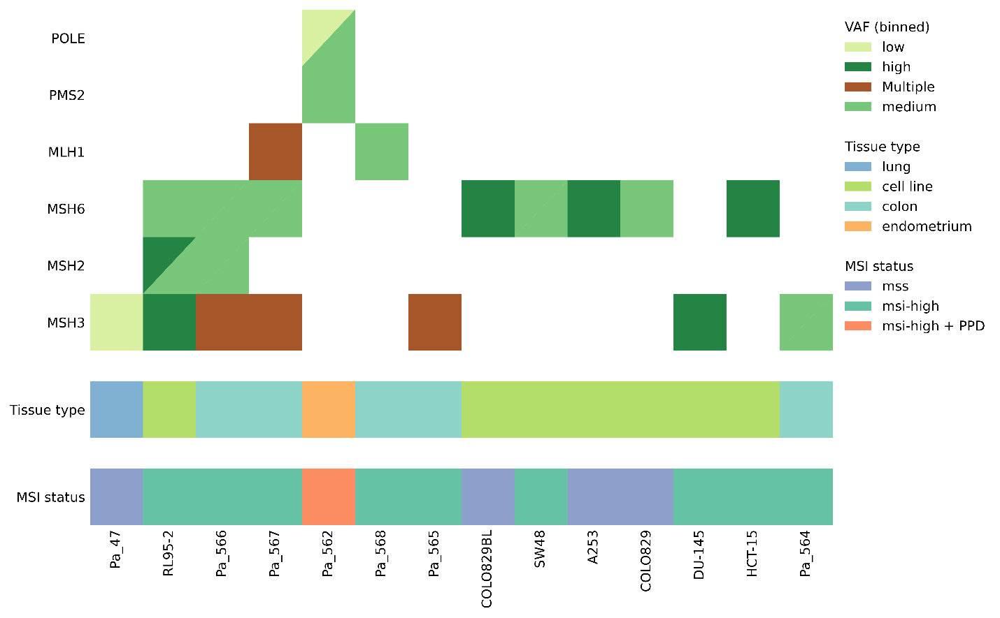 POLE
PMS2
MLH1
MSH6
MSH2
MSH3
Tissue type
MSI status
Pa_47
RL95-2
Pa_566
Pa_567
Pa_562
Pa_568
Pa_565
COLO829BL
SW48
A253
COLO829
DU-145
HCT-15
Pa_564
VAF (binned)
low
high
Multiple
medium
Tissue type
lung
cell line
colon
endometrium
MSI status
mss
msi-high
msi-high + PPD